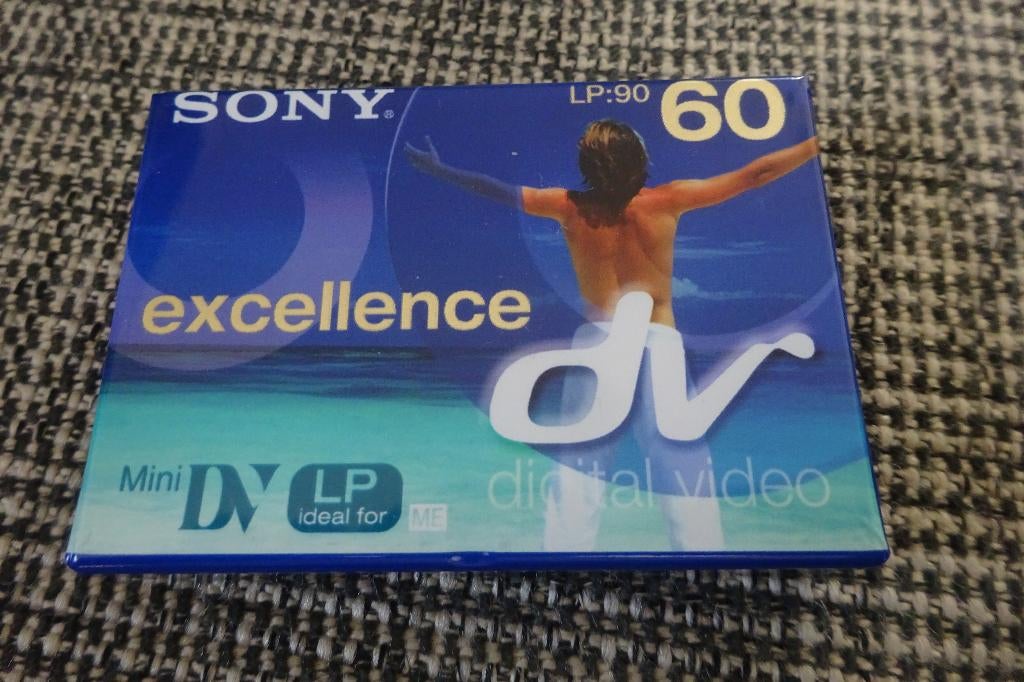 SONY®
LP:90 60
excellence
dv
digital video
Mini DV LP ideal for ME